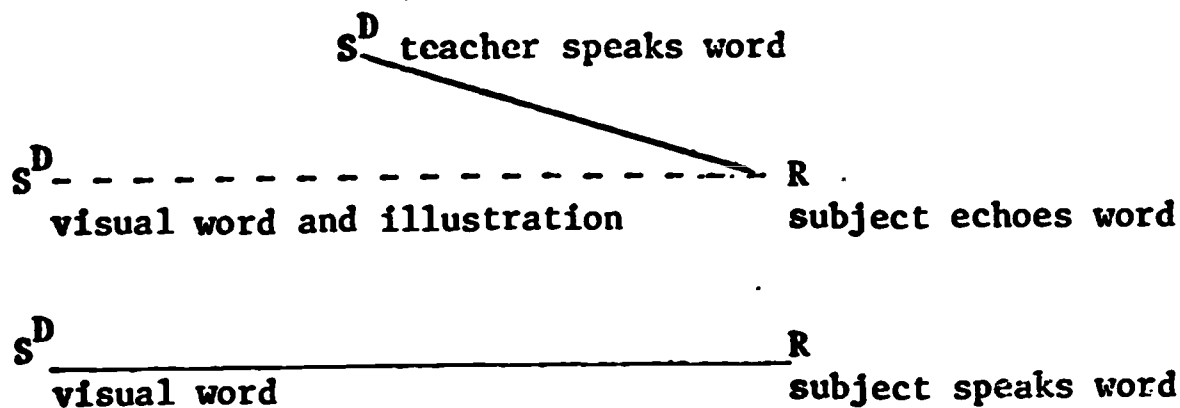 S^D teacher speaks word
S^D R
visual word and illustration subject echoes word
S^D R
visual word subject speaks word